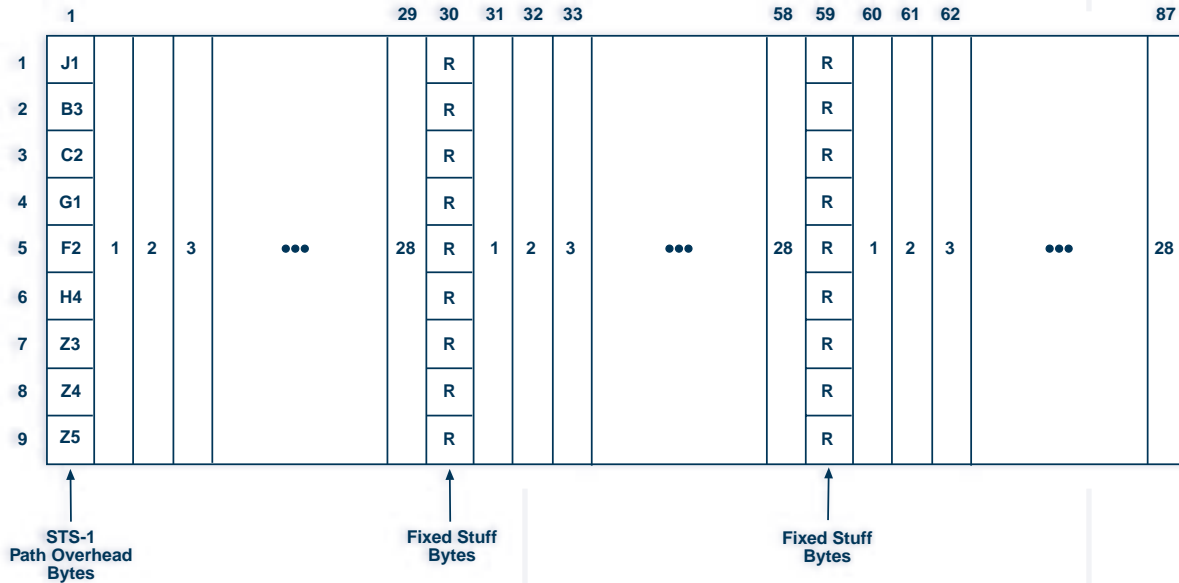 1 29 30 31 32 33 58 59 60 61 62 87
1 J1 R R
2 B3 R R
3 C2 R R
4 G1 R R
5 F2 1 2 3 ••• 28 R 1 2 3 ••• 28 R 1 2 3 ••• 28
6 H4 R R
7 Z3 R R
8 Z4 R R
9 Z5 R R
STS-1
Path Overhead
Bytes
Fixed Stuff
Bytes
Fixed Stuff
Bytes